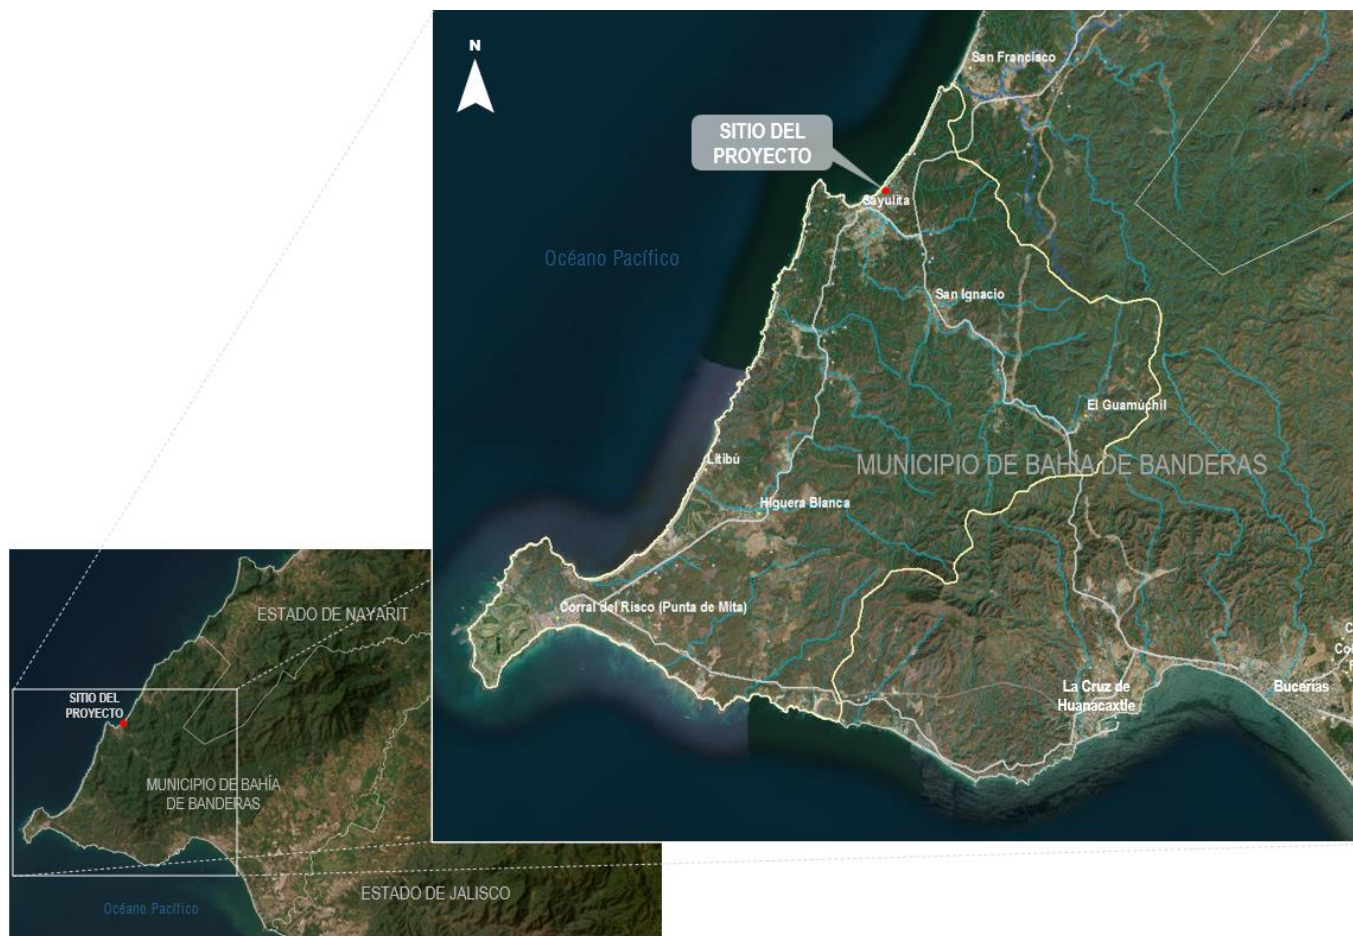 N
San Francisco
SITIO DEL
PROYECTO
Sayulita
Océano Pacífico
San Ignacio
El Guamúchil
Litibú
MUNICIPIO DE BAHÍA DE BANDERAS
Higuera Blanca
Corral del Risco (Punta de Mita)
La Cruz de
Huanacaxtle
Bucerías
ESTADO DE NAYARIT
SITIO DEL
PROYECTO
MUNICIPIO DE BAHÍA
DE BANDERAS
ESTADO DE JALISCO
Océano Pacífico